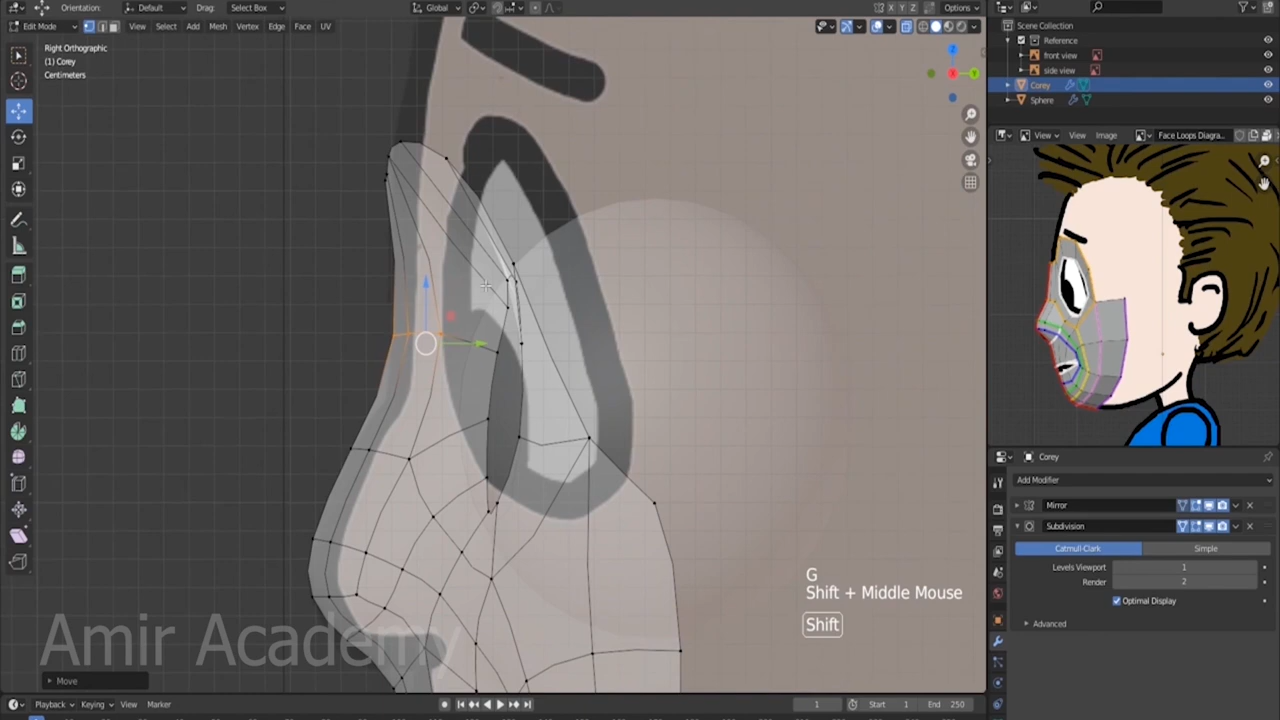 Orientation:
Default
Drag:
Select Box
Global
X
Y
Z
Options
Edit Mode
View
Select
Add
Mesh
Vertex
Edge
Face
UV
Right Orthographic
(1) Corey
Centimeters
Scene Collection
Reference
front view
side view
Corey
Sphere
View
View
Image
Face Loops Diagra...
Corey
Add Modifier
Mirror
Subdivision
Catmull-Clark
Simple
Levels Viewport
1
Render
2
Optimal Display
Advanced
G
Shift + Middle Mouse
Shift
Amir Academy
Move
Playback
Keying
View
Marker
1
Start
1
End
250